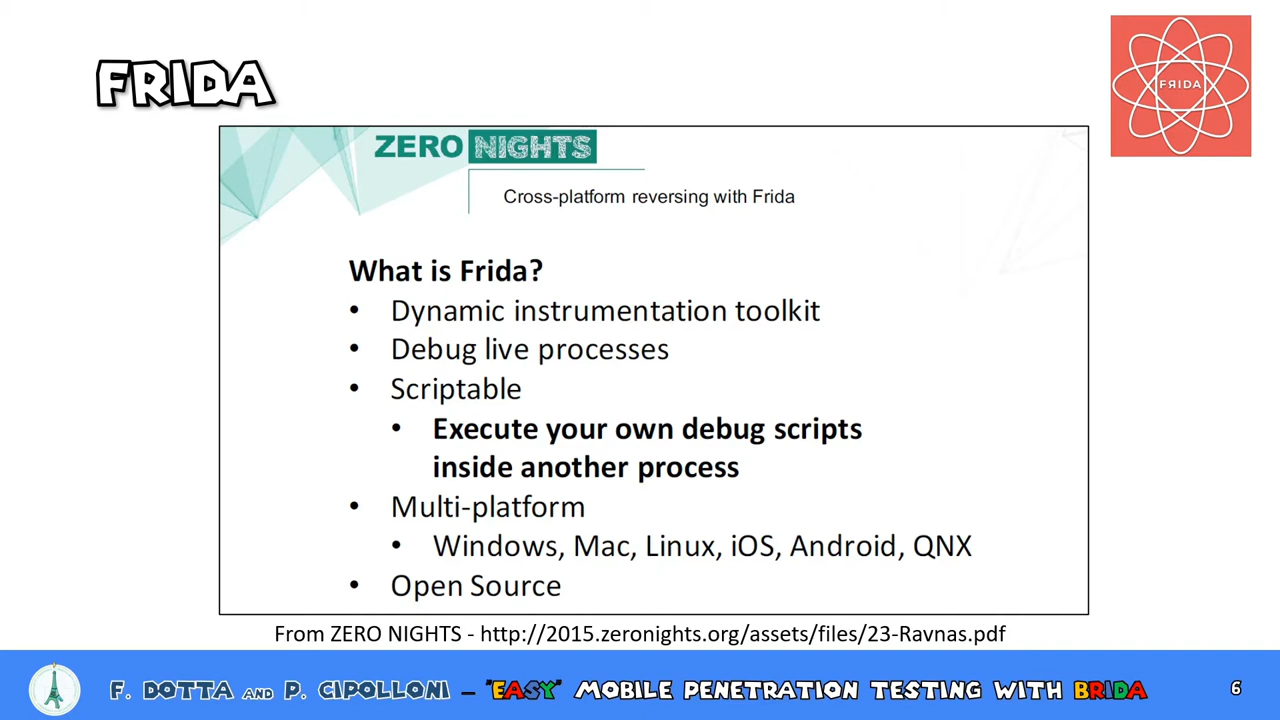 FRIDA
FRIDA
ZERO NIGHTS
Cross-platform reversing with Frida
What is Frida?
• Dynamic instrumentation toolkit
• Debug live processes
• Scriptable
• Execute your own debug scripts
inside another process
• Multi-platform
• Windows, Mac, Linux, iOS, Android, QNX
• Open Source
From ZERO NIGHTS - http://2015.zeronights.org/assets/files/23-Ravnas.pdf
F. DOTTA AND P. CIPOLLONI – "EASY" MOBILE PENETRATION TESTING WITH BRIDA 6